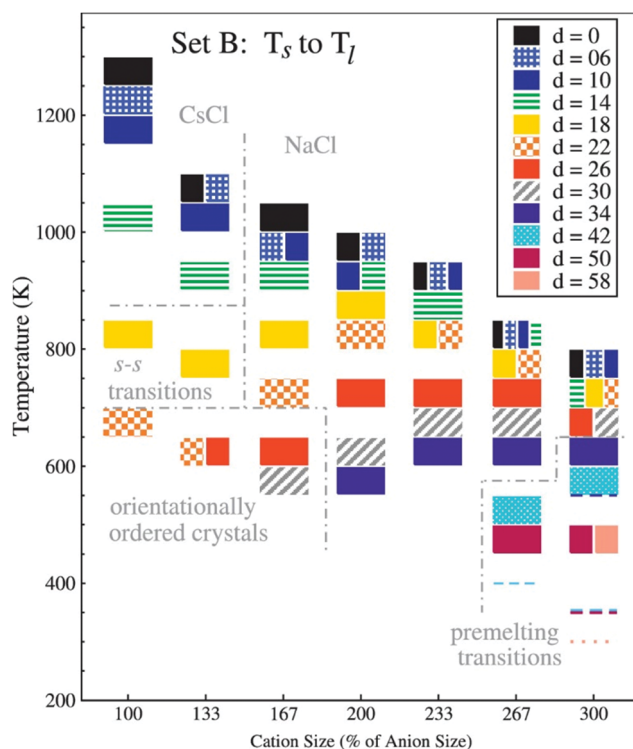 Set B: Ts to Tl
d = 0
d = 06
d = 10
d = 14
d = 18
d = 22
d = 26
d = 30
d = 34
d = 42
d = 50
d = 58
CsCl
NaCl
s-s
transitions
orientationally
ordered crystals
premelting
transitions
Temperature (K)
1200
1000
800
600
400
200
100
133
167
200
233
267
300
Cation Size (% of Anion Size)